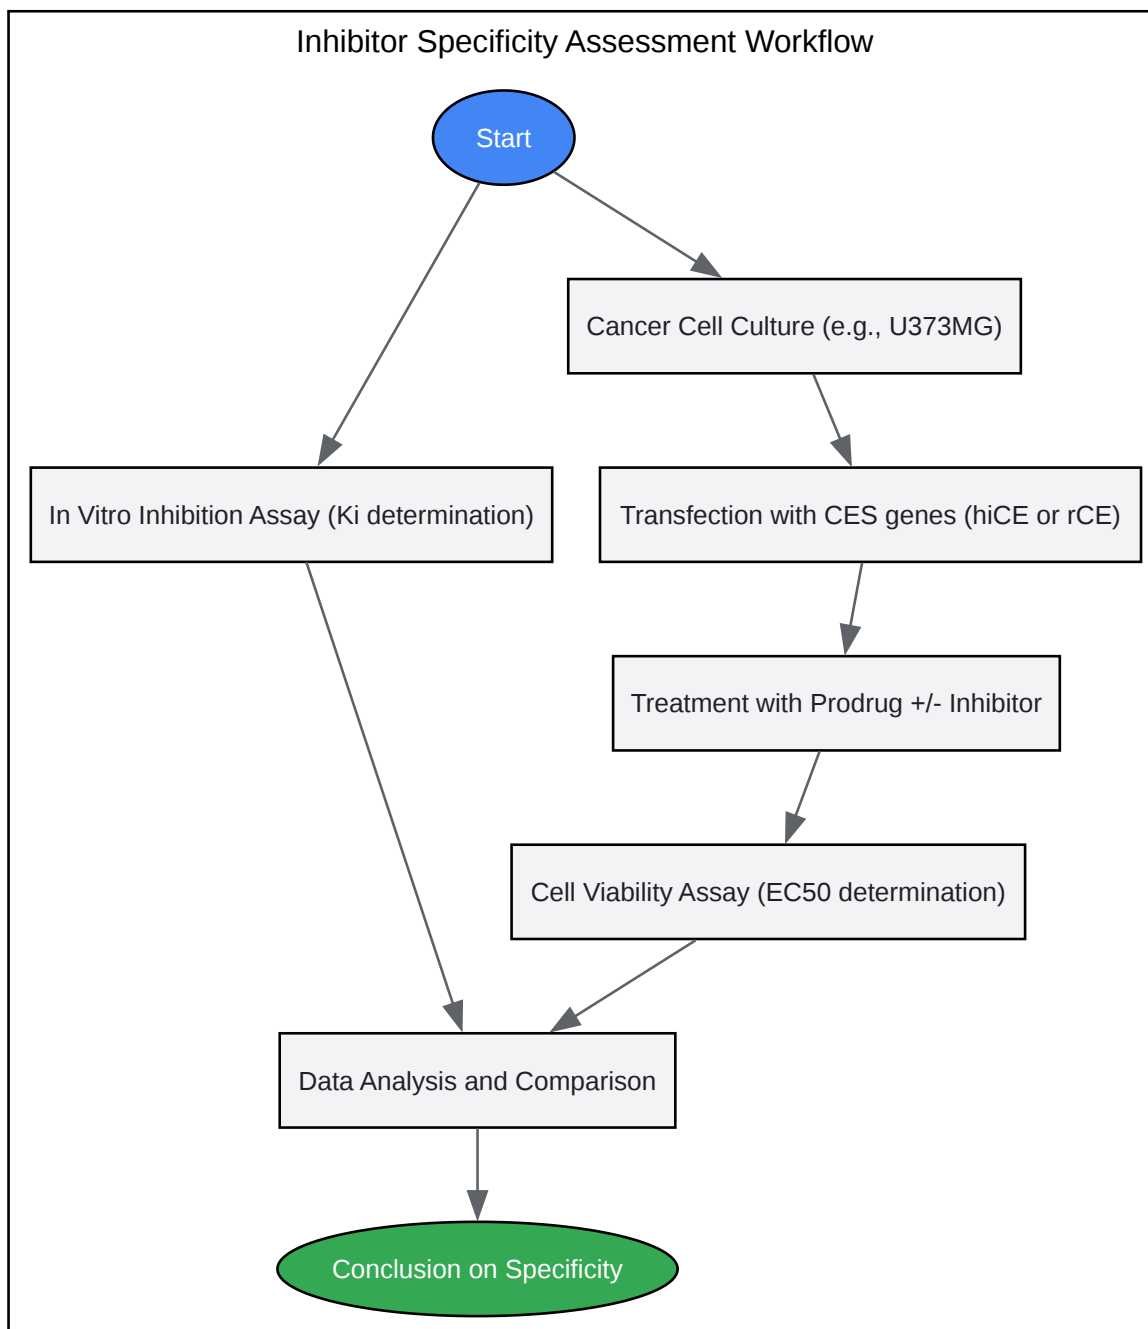 Inhibitor Specificity Assessment Workflow
Start
Cancer Cell Culture (e.g., U373MG)
In Vitro Inhibition Assay (Ki determination)
Transfection with CES genes (hiCE or rCE)
Treatment with Prodrug +/- Inhibitor
Cell Viability Assay (EC50 determination)
Data Analysis and Comparison
Conclusion on Specificity